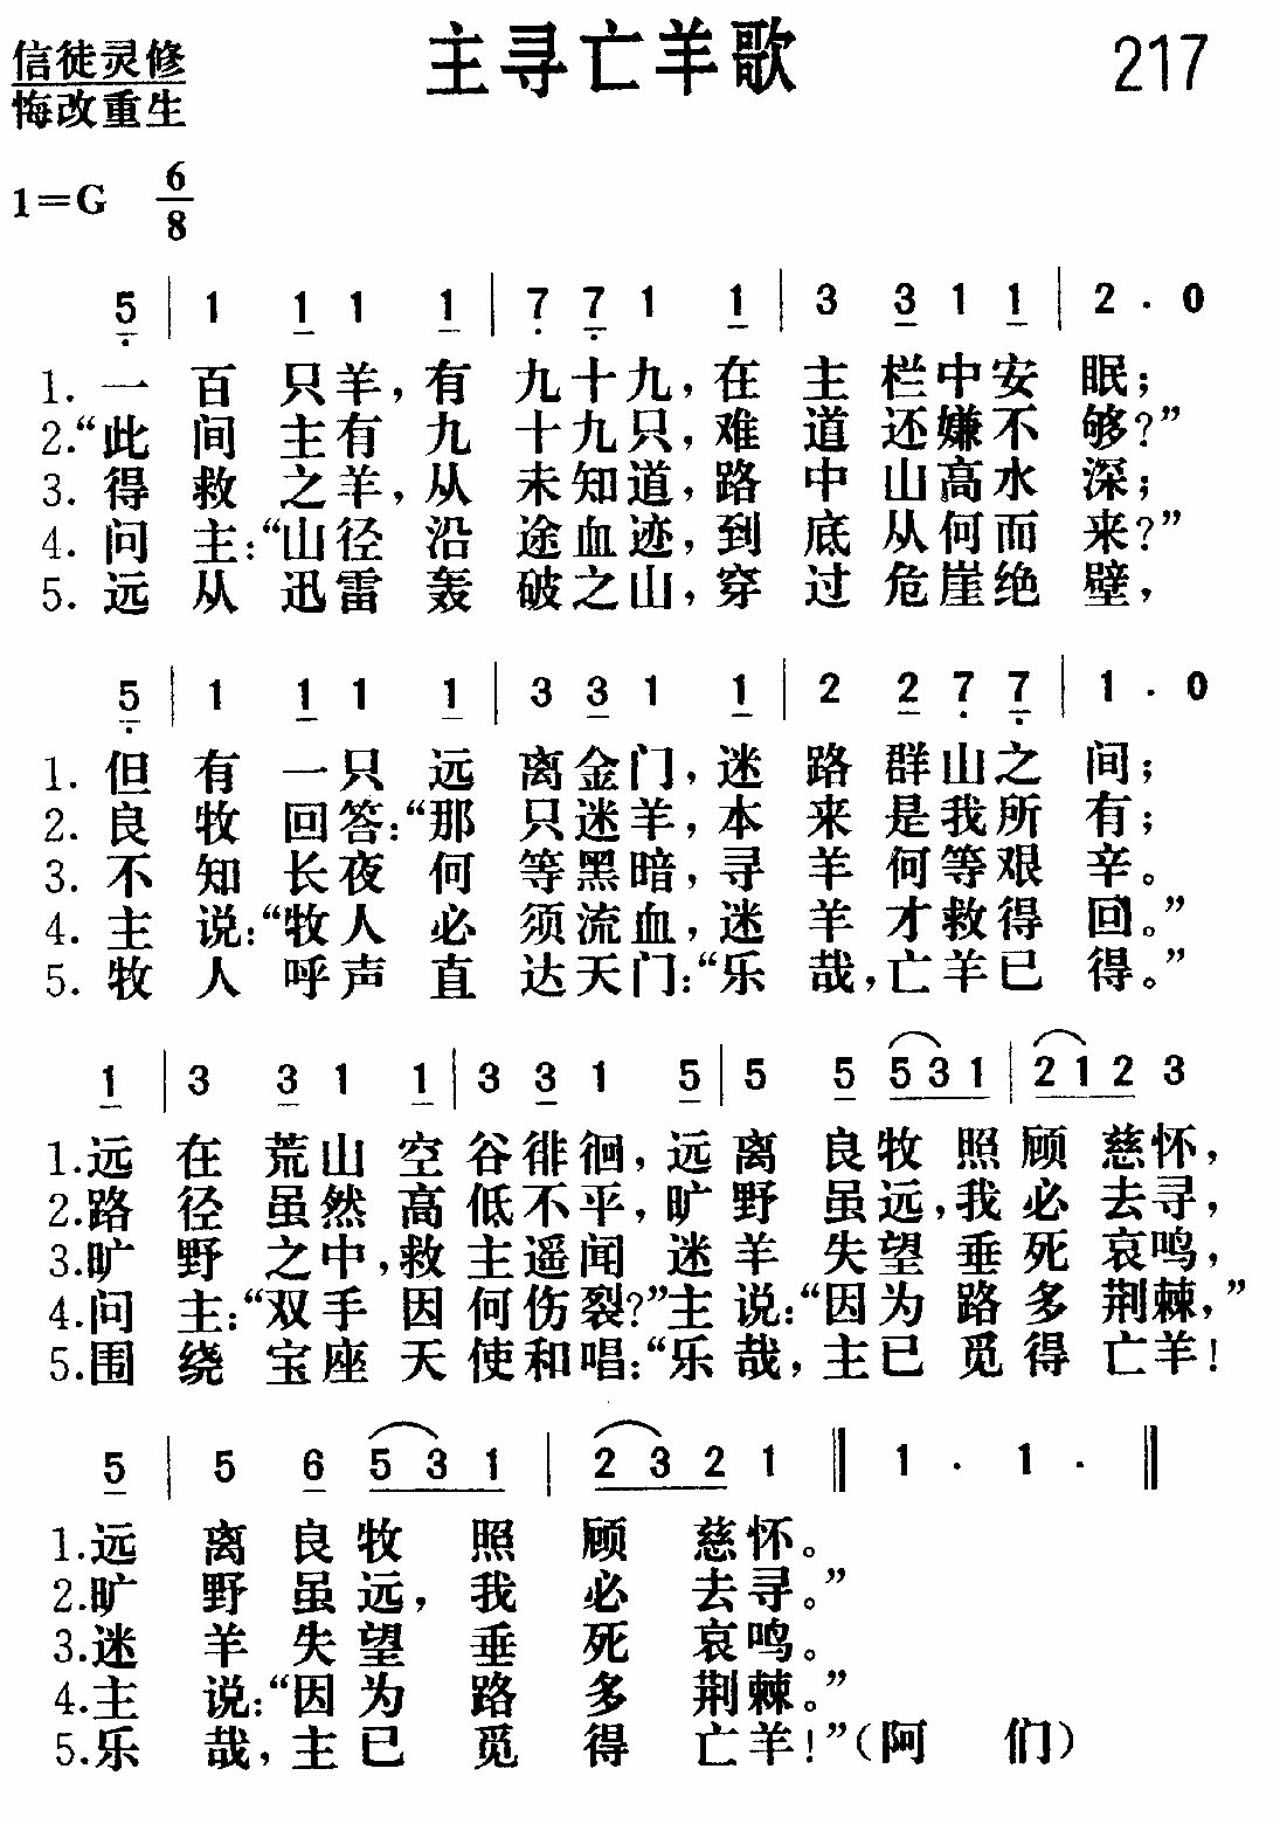 主寻亡羊歌 217
信徒灵修
悔改重生
1=G 6/8
5 | 1 1 1 1 | 7 7 1 1 | 3 3 1 1 | 2 · 0
1. 一百只羊，有九十九，在主栏中安眠；
2.“此间主有九十九只，难道还嫌不够？”
3. 得救之羊，从未知道，路中山高水深；
4. 问主：“山径沿途血迹，到底从何而来？”
5. 远从迅雷轰破之山，穿过危崖绝壁，
5 | 1 1 1 1 | 3 3 1 1 | 2 2 7 7 | 1 · 0
1. 但有一只远离金门，迷路群山之间；
2. 良牧回答：“那只迷羊，本来是我所有；
3. 不知长夜何等黑暗，寻羊何等艰辛。
4. 主说：“牧人必须流血，迷羊才救得回。”
5. 牧人呼声直达天门：“乐哉，亡羊已得。”
1 | 3 3 1 1 | 3 3 1 5 | 5 5 5 3 1 | 2 1 2 3
1.远在荒山空谷徘徊，远离良牧照顾慈怀，
2.路径虽然高低不平，旷野虽远，我必去寻，
3.旷野之中，救主遥闻迷羊失望垂死哀鸣，
4.问主：“双手因何伤裂？”主说：“因为路多荆棘，”
5.围绕宝座天使和唱：“乐哉，主已觅得亡羊！
5 | 5 6 5 3 1 | 2 3 2 1 ‖ 1 · 1 · ‖
1.远离良牧照顾慈怀。
2.旷野虽远，我必去寻。”
3.迷羊失望垂死哀鸣。
4.主说：“因为路多荆棘。”
5.乐哉，主已觅得亡羊！”（阿们）